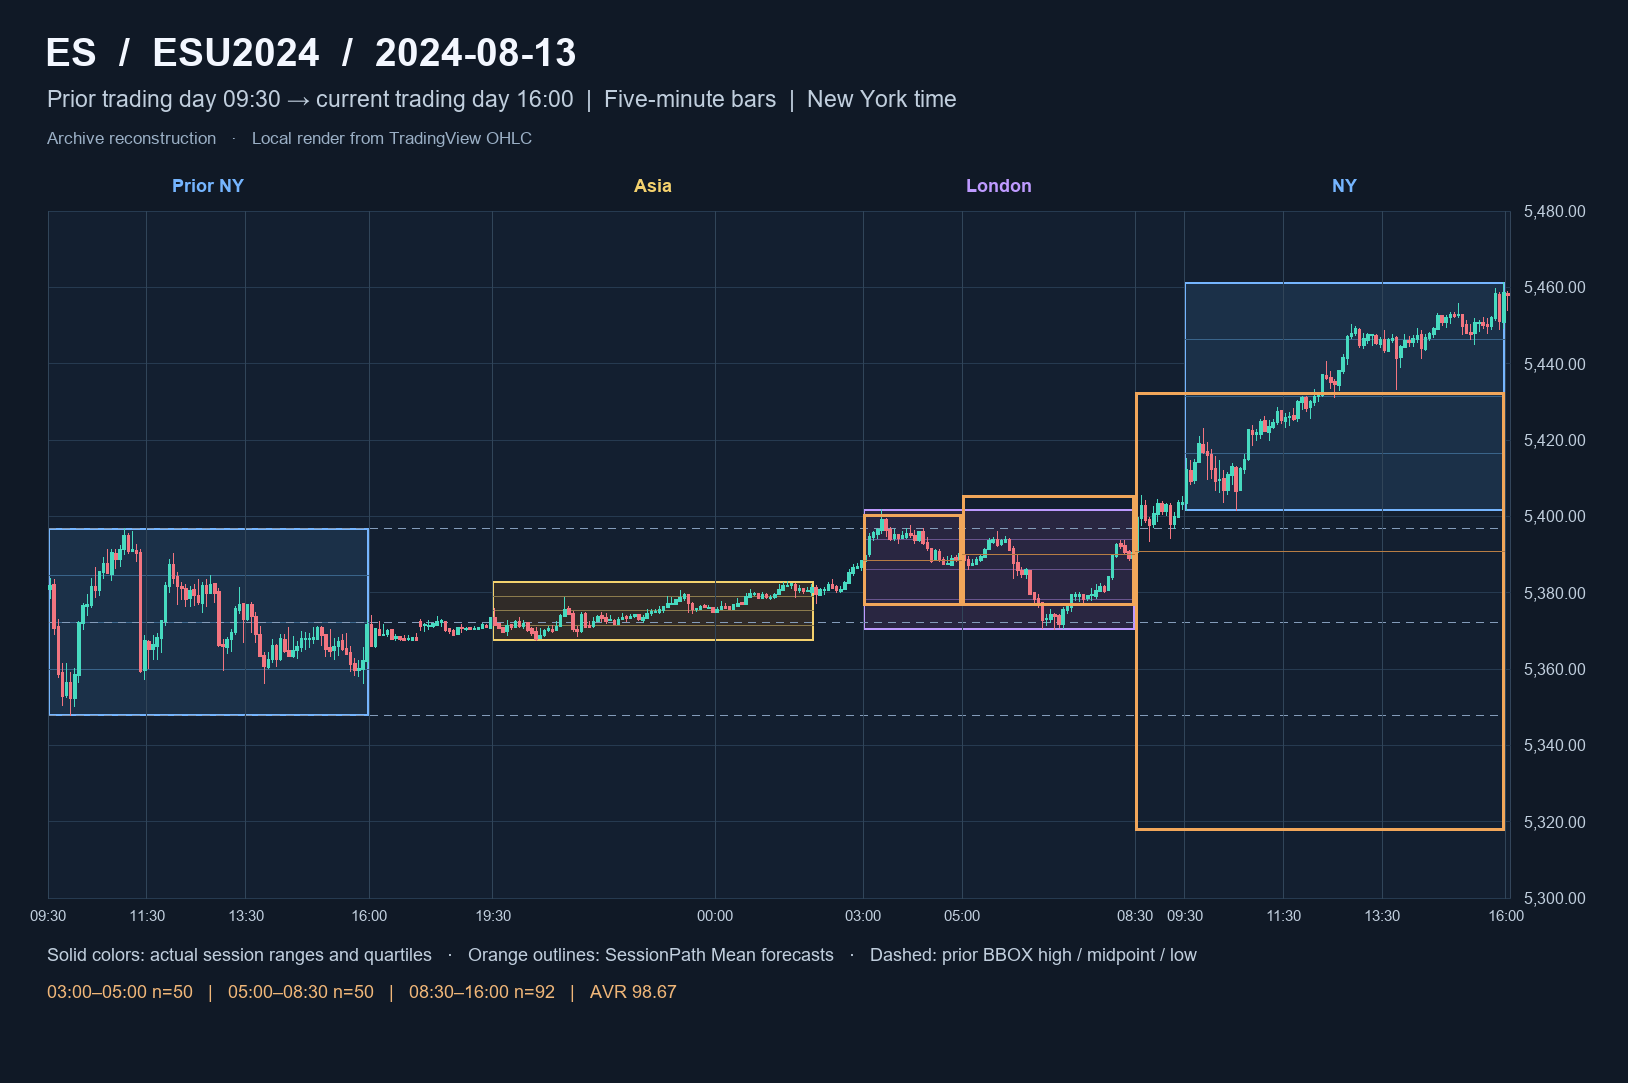 ES / ESU2024 / 2024-08-13
Prior trading day 09:30 → current trading day 16:00 | Five-minute bars | New York time
Archive reconstruction · Local render from TradingView OHLC
Prior NY Asia London NY
5,480.00
5,460.00
5,440.00
5,420.00
5,400.00
5,380.00
5,360.00
5,340.00
5,320.00
5,300.00
09:30 11:30 13:30 16:00 19:30 00:00 03:00 05:00 08:30 09:30 11:30 13:30 16:00
Solid colors: actual session ranges and quartiles · Orange outlines: SessionPath Mean forecasts · Dashed: prior BBOX high / midpoint / low
03:00–05:00 n=50 | 05:00–08:30 n=50 | 08:30–16:00 n=92 | AVR 98.67